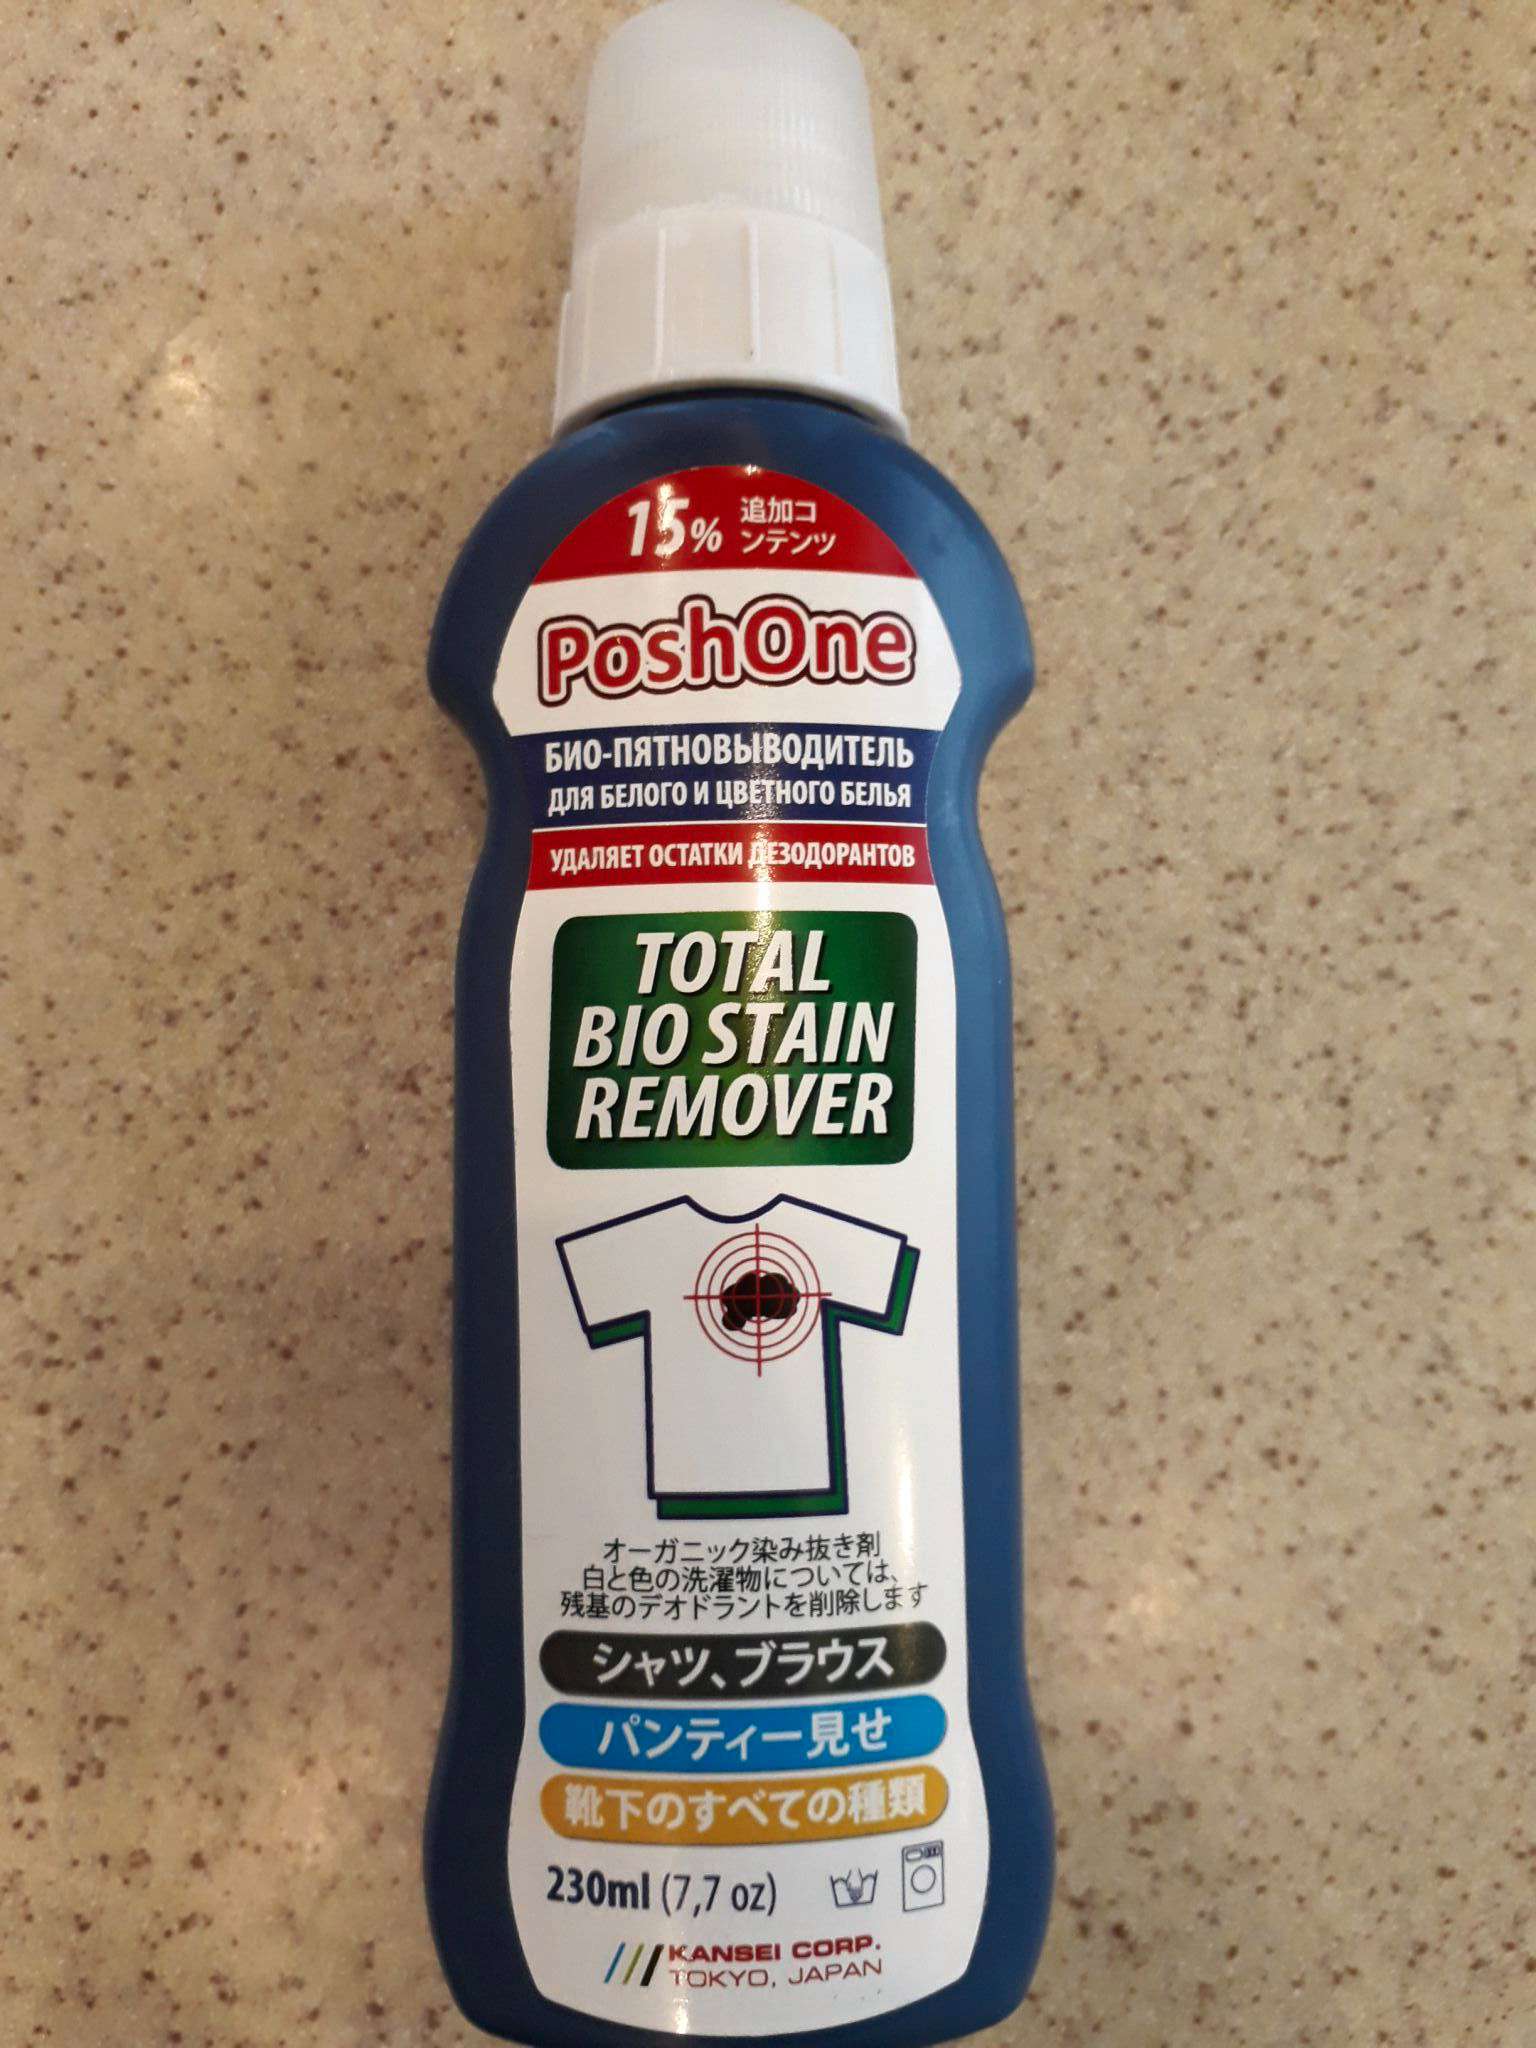 15% 追加コ
ンテンツ
PoshOne
БИО-ПЯТНОВЫВОДИТЕЛЬ
ДЛЯ БЕЛОГО И ЦВЕТНОГО БЕЛЬЯ
УДАЛЯЕТ ОСТАТКИ ДЕЗОДОРАНТОВ
TOTAL
BIO STAIN
REMOVER
オーガニック染み抜き剤
白と色の洗濯物については、
残基のデオドラントを削除します
シャツ、ブラウス
パンティー見せ
靴下のすべての種類
230ml (7,7 oz)
KANSEI CORP.
TOKYO, JAPAN